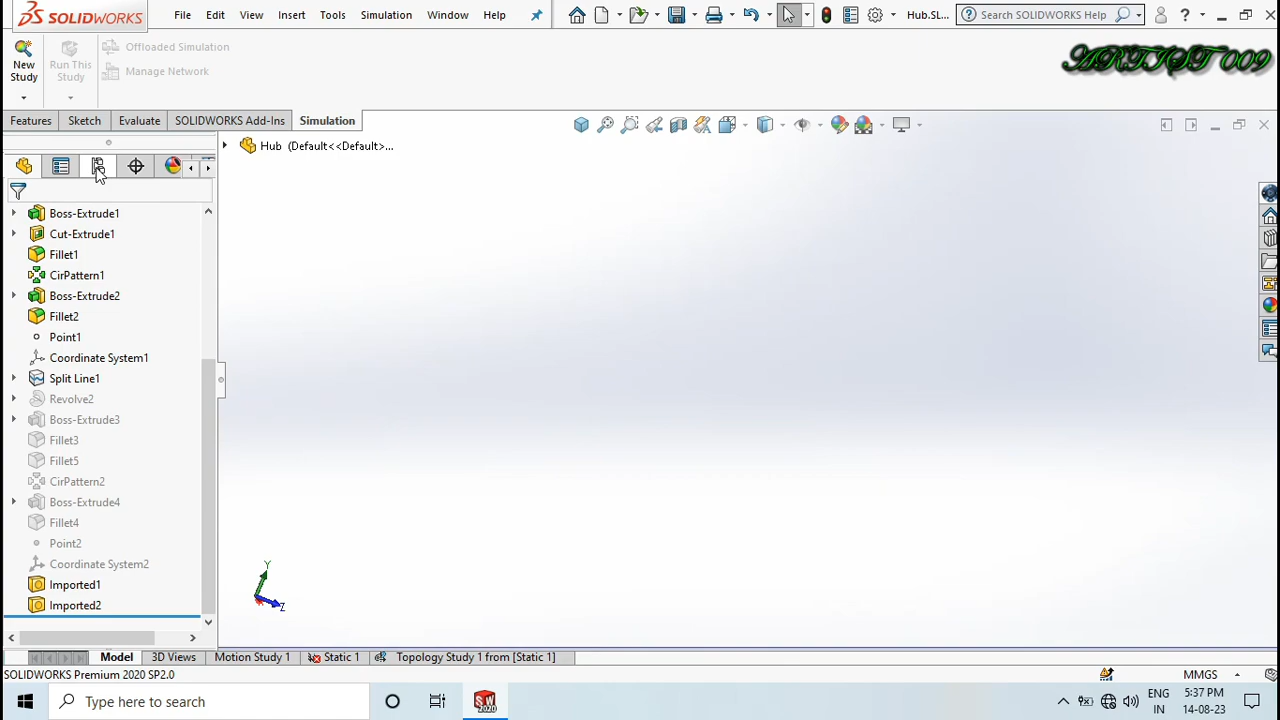 SOLIDWORKS File Edit View Insert Tools Simulation Window Help Hub.SL... Search SOLIDWORKS Help ?
New Study
Run This Study
Offloaded Simulation
Manage Network
ARTIST 009
Features Sketch Evaluate SOLIDWORKS Add-Ins Simulation
Hub (Default<<Default>...
Boss-Extrude1
Cut-Extrude1
Fillet1
CirPattern1
Boss-Extrude2
Fillet2
Point1
Coordinate System1
Split Line1
Revolve2
Boss-Extrude3
Fillet3
Fillet5
CirPattern2
Boss-Extrude4
Fillet4
Point2
Coordinate System2
Imported1
Imported2
Y
Z
Model 3D Views Motion Study 1 Static 1 Topology Study 1 from [Static 1]
SOLIDWORKS Premium 2020 SP2.0 MMGS
Type here to search
SW 2020
ENG IN
5:37 PM
14-08-23